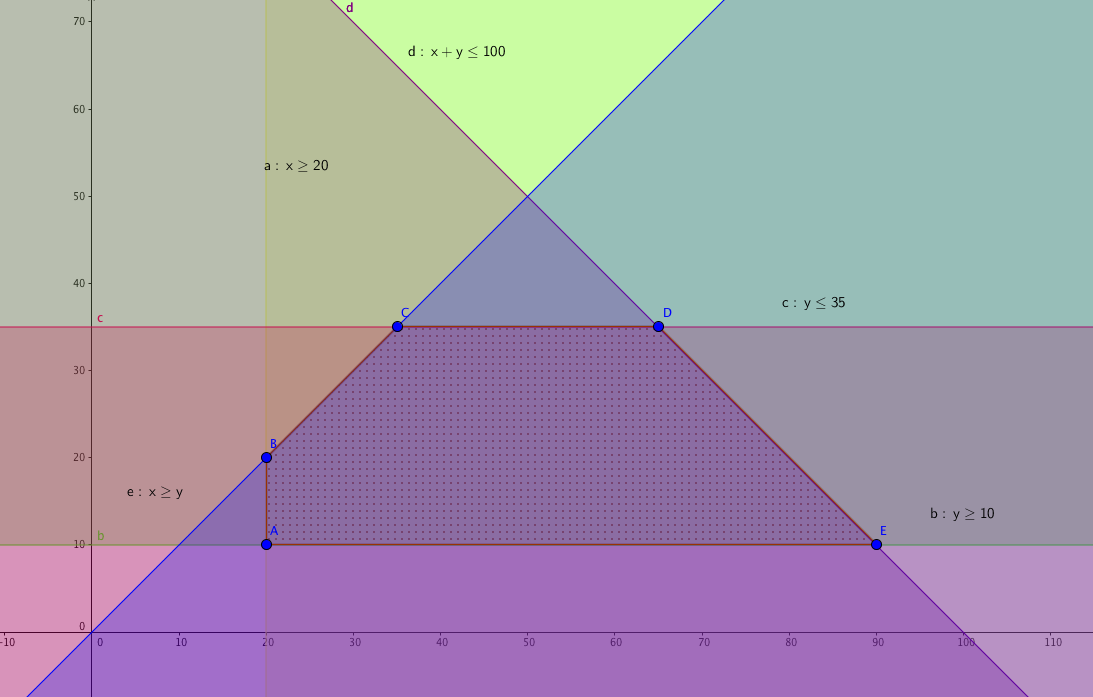 d
70
d : x + y ≤ 100
60
a : x ≥ 20
50
40
c : y ≤ 35
c
C
D
30
B
20
e : x ≥ y
b : y ≥ 10
b
A
E
10
0
-10 0 10 20 30 40 50 60 70 80 90 100 110